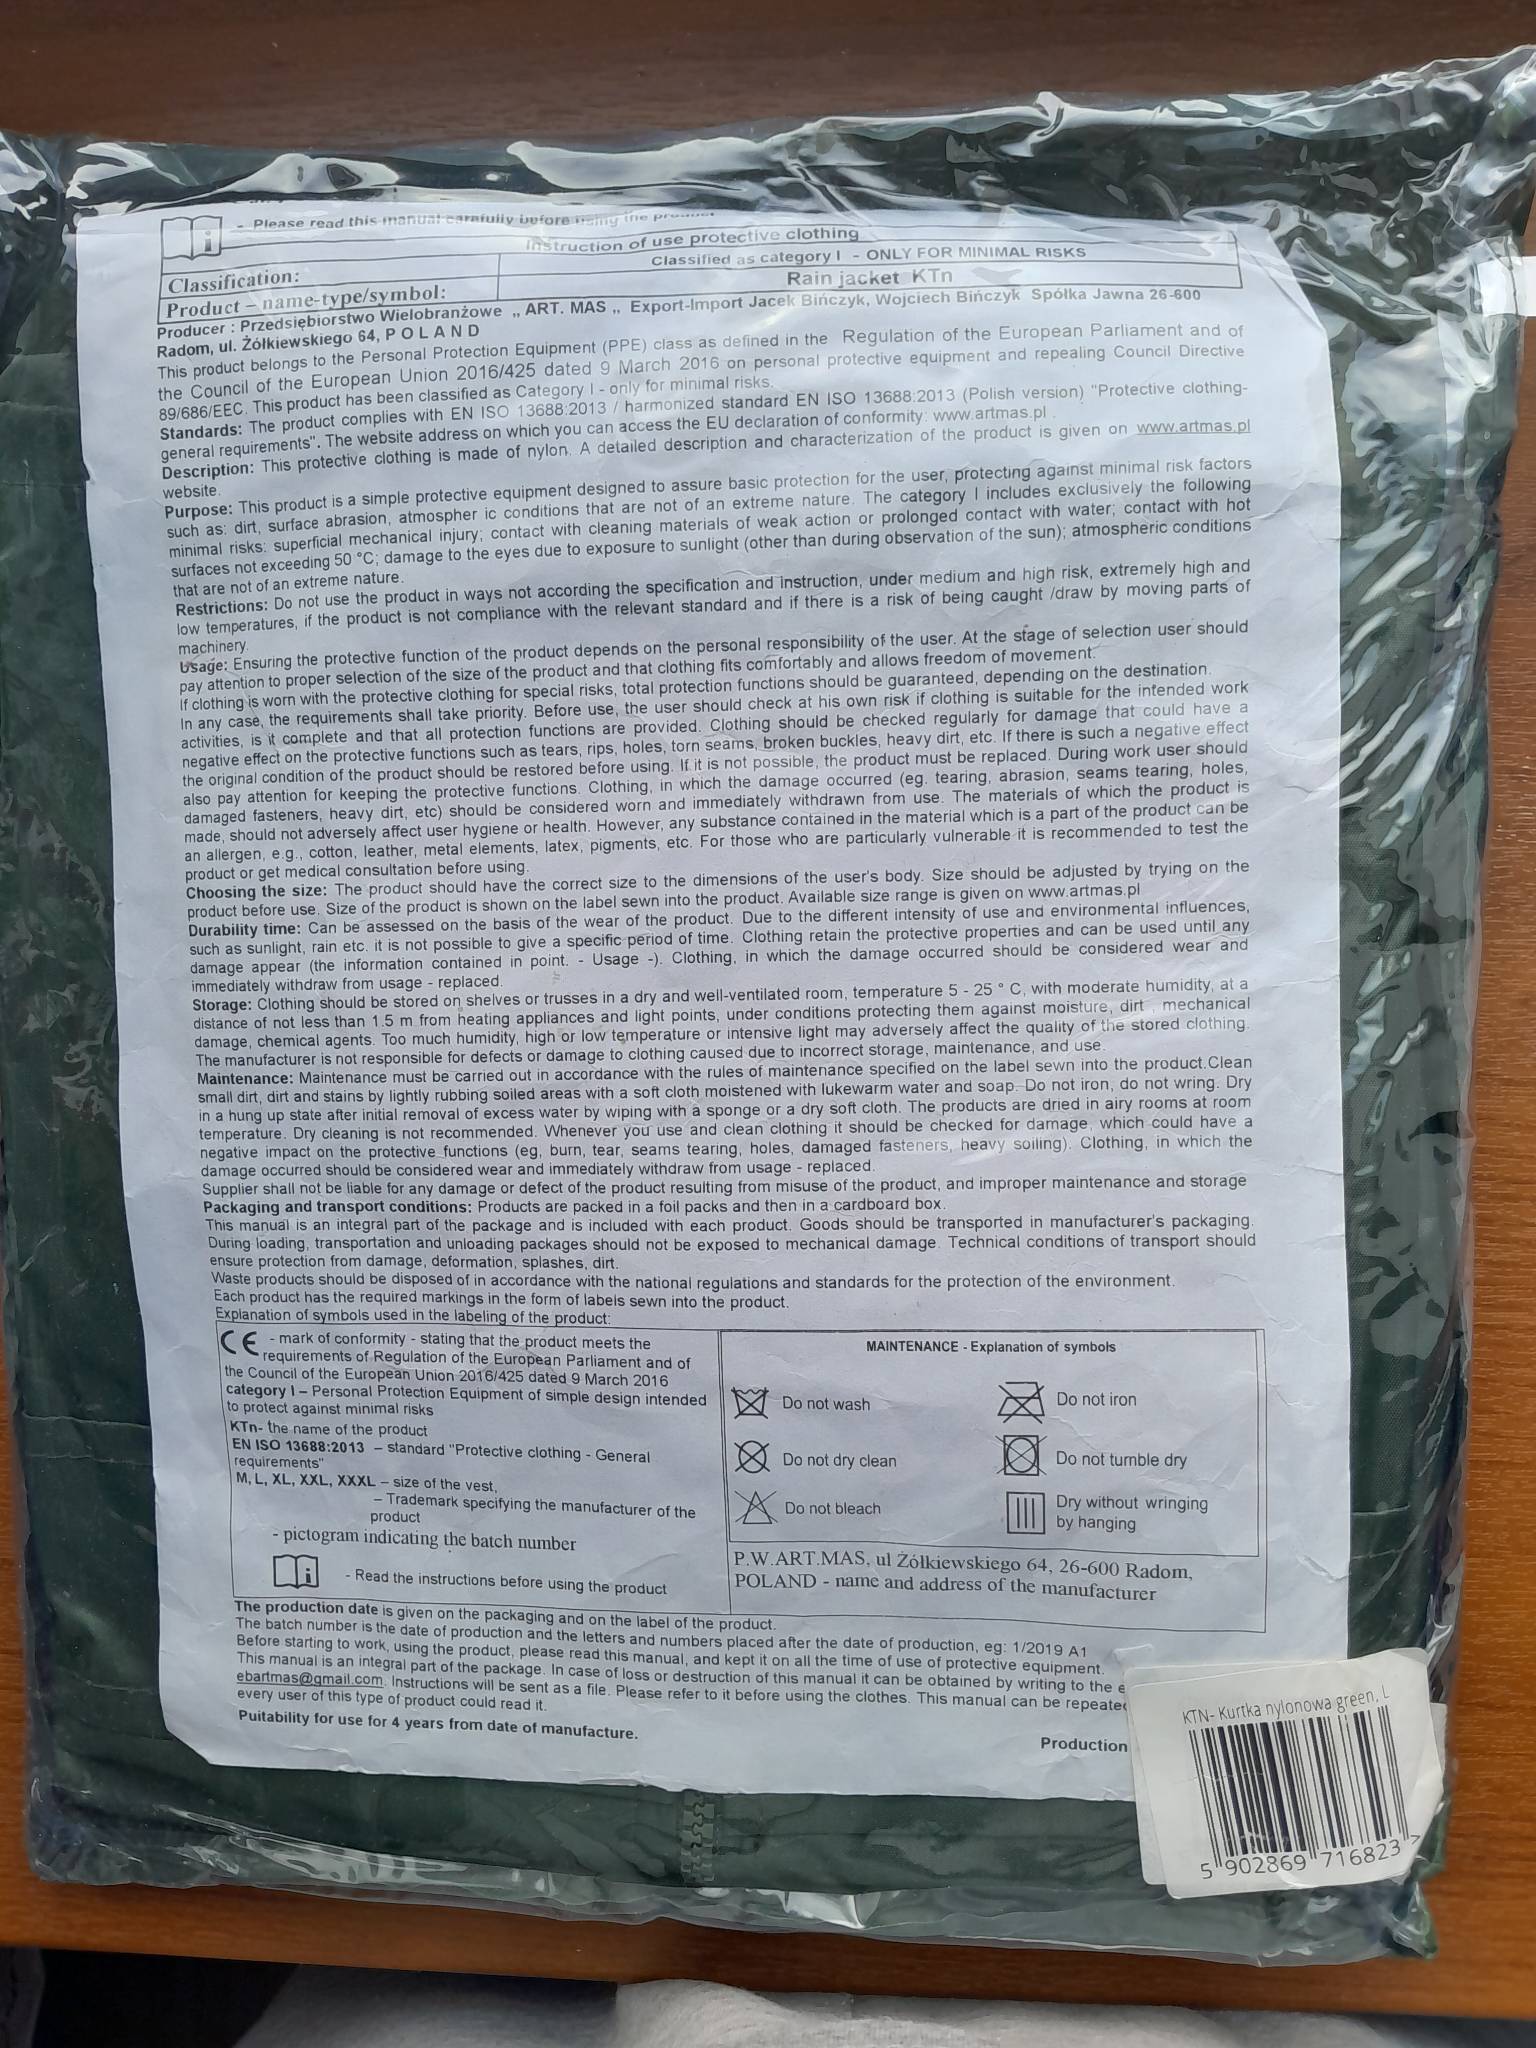 - Please read this manual carefully before using the product
Instruction of use protective clothing
Classification:
Classified as category I - ONLY FOR MINIMAL RISKS
Product – name-type/symbol:
Rain jacket KTn
Producer : Przedsiębiorstwo Wielobranżowe „ ART. MAS „ Export-Import Jacek Bińczyk, Wojciech Bińczyk Spółka Jawna 26-600
Radom, ul. Żółkiewskiego 64, P O L A N D
This product belongs to the Personal Protection Equipment (PPE) class as defined in the Regulation of the European Parliament and of
the Council of the European Union 2016/425 dated 9 March 2016 on personal protective equipment and repealing Council Directive
89/686/EEC. This product has been classified as Category I - only for minimal risks.
Standards: The product complies with EN ISO 13688:2013 / harmonized standard EN ISO 13688:2013 (Polish version) "Protective clothing-
general requirements". The website address on which you can access the EU declaration of conformity: www.artmas.pl .
Description: This protective clothing is made of nylon. A detailed description and characterization of the product is given on www.artmas.pl
website.
Purpose: This product is a simple protective equipment designed to assure basic protection for the user, protecting against minimal risk factors
such as: dirt, surface abrasion, atmospher ic conditions that are not of an extreme nature. The category I includes exclusively the following
minimal risks: superficial mechanical injury; contact with cleaning materials of weak action or prolonged contact with water; contact with hot
surfaces not exceeding 50 °C; damage to the eyes due to exposure to sunlight (other than during observation of the sun); atmospheric conditions
that are not of an extreme nature.
Restrictions: Do not use the product in ways not according the specification and instruction, under medium and high risk, extremely high and
low temperatures, if the product is not compliance with the relevant standard and if there is a risk of being caught /draw by moving parts of
machinery.
Usage: Ensuring the protective function of the product depends on the personal responsibility of the user. At the stage of selection user should
pay attention to proper selection of the size of the product and that clothing fits comfortably and allows freedom of movement.
If clothing is worn with the protective clothing for special risks, total protection functions should be guaranteed, depending on the destination.
In any case, the requirements shall take priority. Before use, the user should check at his own risk if clothing is suitable for the intended work
activities, is it complete and that all protection functions are provided. Clothing should be checked regularly for damage that could have a
negative effect on the protective functions such as tears, rips, holes, torn seams, broken buckles, heavy dirt, etc. If there is such a negative effect
the original condition of the product should be restored before using. If it is not possible, the product must be replaced. During work user should
also pay attention for keeping the protective functions. Clothing, in which the damage occurred (eg. tearing, abrasion, seams tearing, holes,
damaged fasteners, heavy dirt, etc) should be considered worn and immediately withdrawn from use. The materials of which the product is
made, should not adversely affect user hygiene or health. However, any substance contained in the material which is a part of the product can be
an allergen, e.g., cotton, leather, metal elements, latex, pigments, etc. For those who are particularly vulnerable it is recommended to test the
product or get medical consultation before using.
Choosing the size: The product should have the correct size to the dimensions of the user's body. Size should be adjusted by trying on the
product before use. Size of the product is shown on the label sewn into the product. Available size range is given on www.artmas.pl
Durability time: Can be assessed on the basis of the wear of the product. Due to the different intensity of use and environmental influences,
such as sunlight, rain etc. it is not possible to give a specific period of time. Clothing retain the protective properties and can be used until any
damage appear (the information contained in point. - Usage -). Clothing, in which the damage occurred should be considered wear and
immediately withdraw from usage - replaced.
Storage: Clothing should be stored on shelves or trusses in a dry and well-ventilated room, temperature 5 - 25 ° C, with moderate humidity, at a
distance of not less than 1.5 m from heating appliances and light points, under conditions protecting them against moisture, dirt , mechanical
damage, chemical agents. Too much humidity, high or low temperature or intensive light may adversely affect the quality of the stored clothing.
The manufacturer is not responsible for defects or damage to clothing caused due to incorrect storage, maintenance, and use.
Maintenance: Maintenance must be carried out in accordance with the rules of maintenance specified on the label sewn into the product.Clean
small dirt, dirt and stains by lightly rubbing soiled areas with a soft cloth moistened with lukewarm water and soap. Do not iron, do not wring. Dry
in a hung up state after initial removal of excess water by wiping with a sponge or a dry soft cloth. The products are dried in airy rooms at room
temperature. Dry cleaning is not recommended. Whenever you use and clean clothing it should be checked for damage, which could have a
negative impact on the protective functions (eg, burn, tear, seams tearing, holes, damaged fasteners, heavy soiling). Clothing, in which the
damage occurred should be considered wear and immediately withdraw from usage - replaced.
Supplier shall not be liable for any damage or defect of the product resulting from misuse of the product, and improper maintenance and storage
Packaging and transport conditions: Products are packed in a foil packs and then in a cardboard box.
This manual is an integral part of the package and is included with each product. Goods should be transported in manufacturer's packaging.
During loading, transportation and unloading packages should not be exposed to mechanical damage. Technical conditions of transport should
ensure protection from damage, deformation, splashes, dirt.
Waste products should be disposed of in accordance with the national regulations and standards for the protection of the environment.
Each product has the required markings in the form of labels sewn into the product.
Explanation of symbols used in the labeling of the product:
CE - mark of conformity - stating that the product meets the
requirements of Regulation of the European Parliament and of
the Council of the European Union 2016/425 dated 9 March 2016
category I – Personal Protection Equipment of simple design intended
to protect against minimal risks
KTn- the name of the product
EN ISO 13688:2013 – standard "Protective clothing - General
requirements"
M, L, XL, XXL, XXXL – size of the vest,
– Trademark specifying the manufacturer of the
product
- pictogram indicating the batch number
- Read the instructions before using the product
MAINTENANCE - Explanation of symbols
Do not wash
Do not iron
Do not dry clean
Do not tumble dry
Do not bleach
Dry without wringing
by hanging
P.W.ART.MAS, ul Żółkiewskiego 64, 26-600 Radom,
POLAND - name and address of the manufacturer
The production date is given on the packaging and on the label of the product.
The batch number is the date of production and the letters and numbers placed after the date of production, eg: 1/2019 A1
Before starting to work, using the product, please read this manual, and kept it on all the time of use of protective equipment.
This manual is an integral part of the package. In case of loss or destruction of this manual it can be obtained by writing to the e
ebartmas@gmail.com. Instructions will be sent as a file. Please refer to it before using the clothes. This manual can be repeate
every user of this type of product could read it.
Puitability for use for 4 years from date of manufacture.
Production
KTN- Kurtka nylonowa green, L
5 902869 716823 >